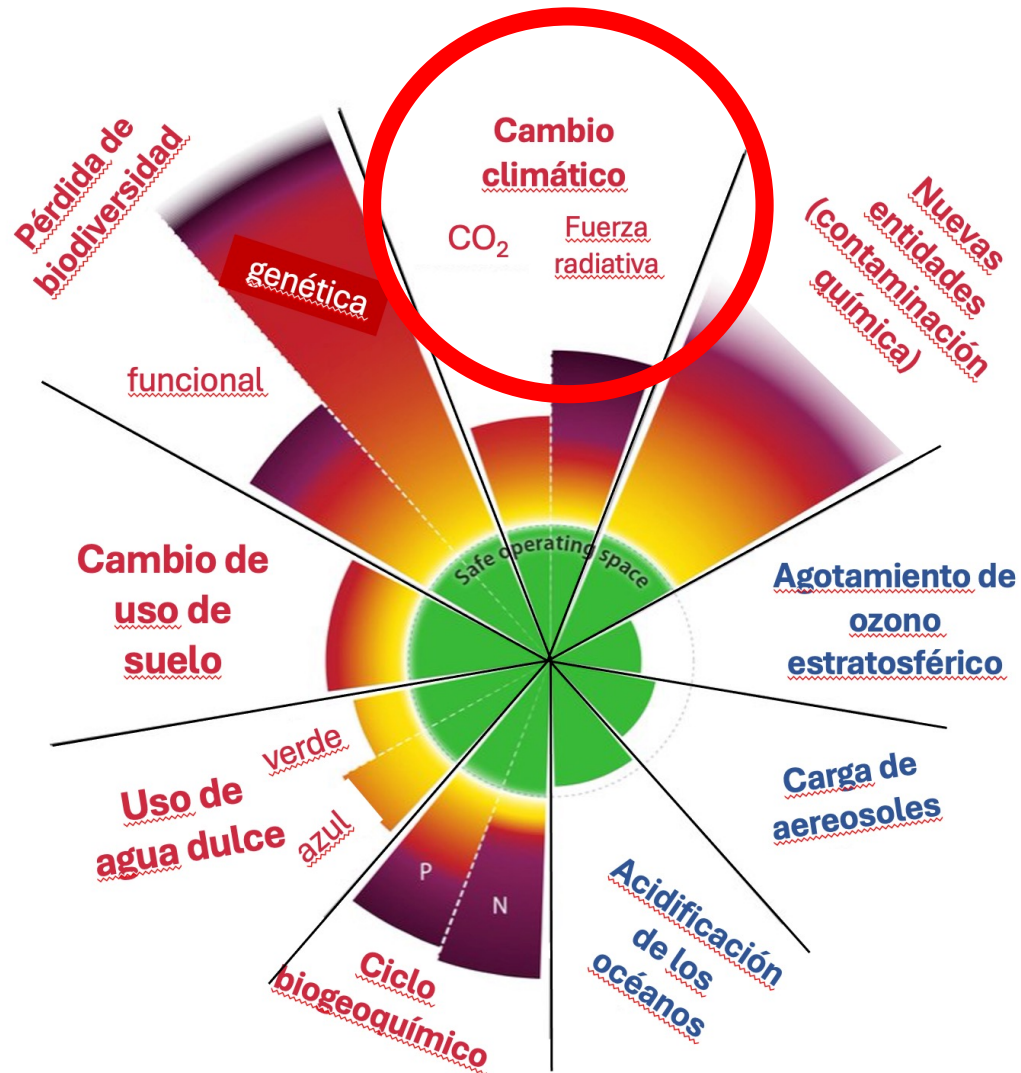 Cambio
climático
CO₂
Fuerza
radiativa
Nuevas
entidades
(contaminación
química)
Pérdida de
biodiversidad
genética
funcional
Safe operating space
Cambio de
uso de
suelo
Agotamiento de
ozono
estratosférico
verde
Uso de
agua dulce
azul
Carga de
aereosoles
P
N
Acidificación
de los
océanos
Ciclo
biogeoquímico